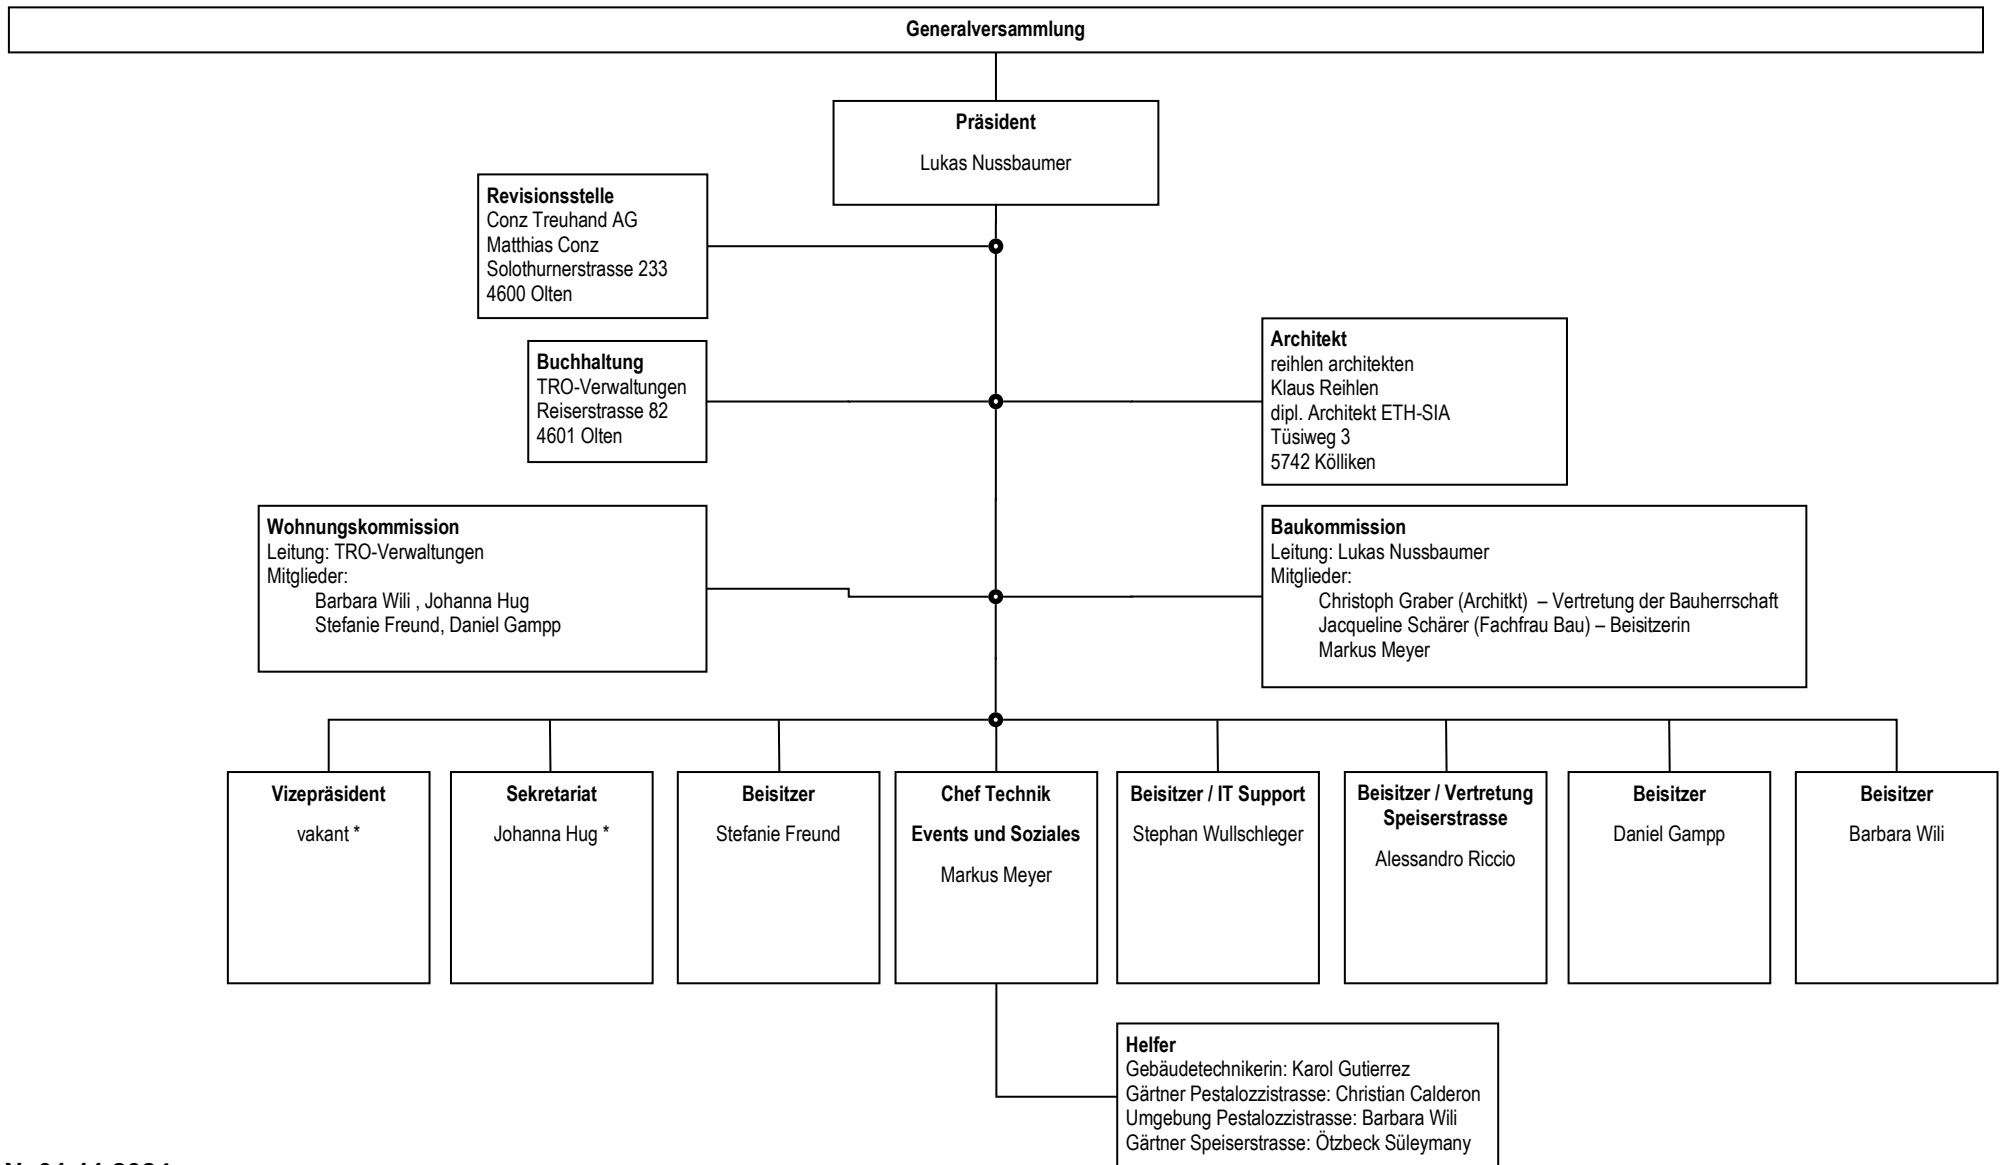 Generalversammlung
Präsident
Lukas Nussbaumer
Revisionsstelle
Conz Treuhand AG
Matthias Conz
Solothurnerstrasse 233
4600 Olten
Buchhaltung
TRO-Verwaltungen
Reiserstrasse 82
4601 Olten
Architekt
reihlen architekten
Klaus Reihlen
dipl. Architekt ETH-SIA
Tüsiweg 3
5742 Kölliken
Wohnungskommission
Leitung: TRO-Verwaltungen
Mitglieder:
Barbara Wili , Johanna Hug
Stefanie Freund, Daniel Gampp
Baukommission
Leitung: Lukas Nussbaumer
Mitglieder:
Christoph Graber (Architkt) – Vertretung der Bauherrschaft
Jacqueline Schärer (Fachfrau Bau) – Beisitzerin
Markus Meyer
Vizepräsident
vakant *
Sekretariat
Johanna Hug *
Beisitzer
Stefanie Freund
Chef Technik
Events und Soziales
Markus Meyer
Beisitzer / IT Support
Stephan Wullschleger
Beisitzer / Vertretung
Speiserstrasse
Alessandro Riccio
Beisitzer
Daniel Gampp
Beisitzer
Barbara Wili
Helfer
Gebäudetechnikerin: Karol Gutierrez
Gärtner Pestalozzistrasse: Christian Calderon
Umgebung Pestalozzistrasse: Barbara Wili
Gärtner Speiserstrasse: Ötzbeck Süleymany